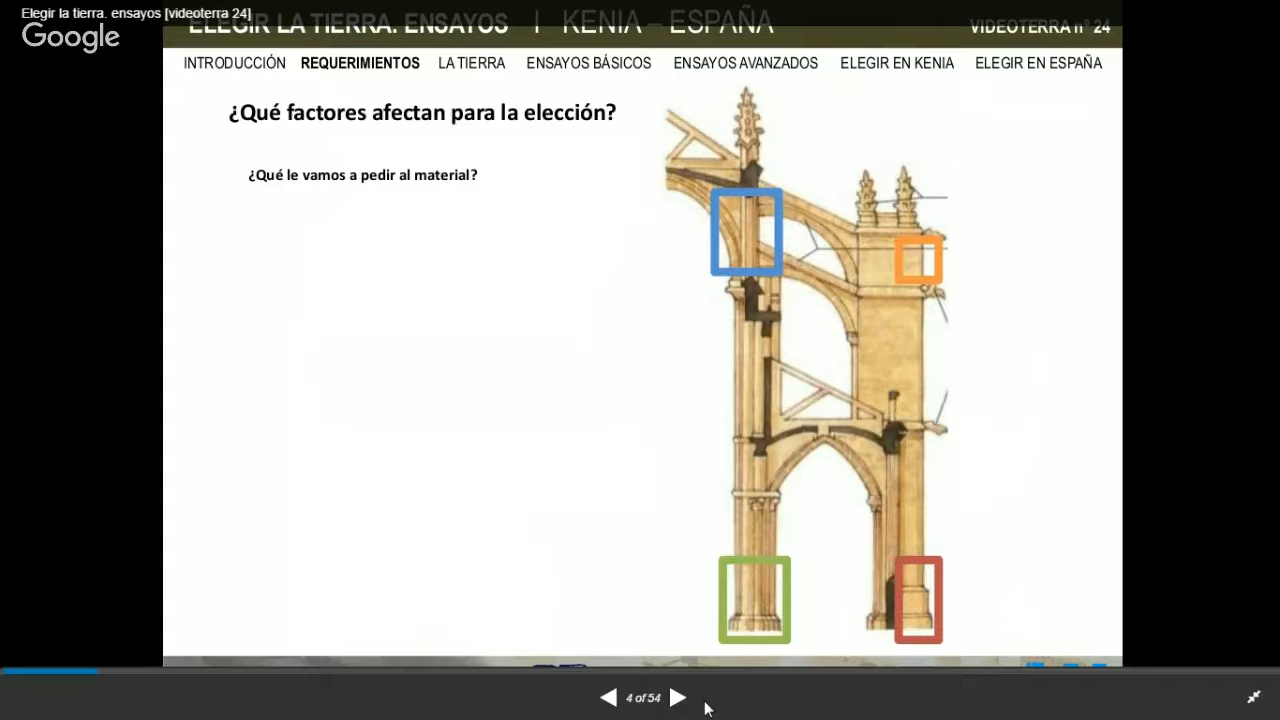 Elegir la tierra. ensayos [videoterra 24]
Google
ELEGIR LA TIERRA. ENSAYOS | KENIA – ESPAÑA VIDEOTERRA nº 24
INTRODUCCIÓN REQUERIMIENTOS LA TIERRA ENSAYOS BÁSICOS ENSAYOS AVANZADOS ELEGIR EN KENIA ELEGIR EN ESPAÑA
¿Qué factores afectan para la elección?
¿Qué le vamos a pedir al material?
4 of 54